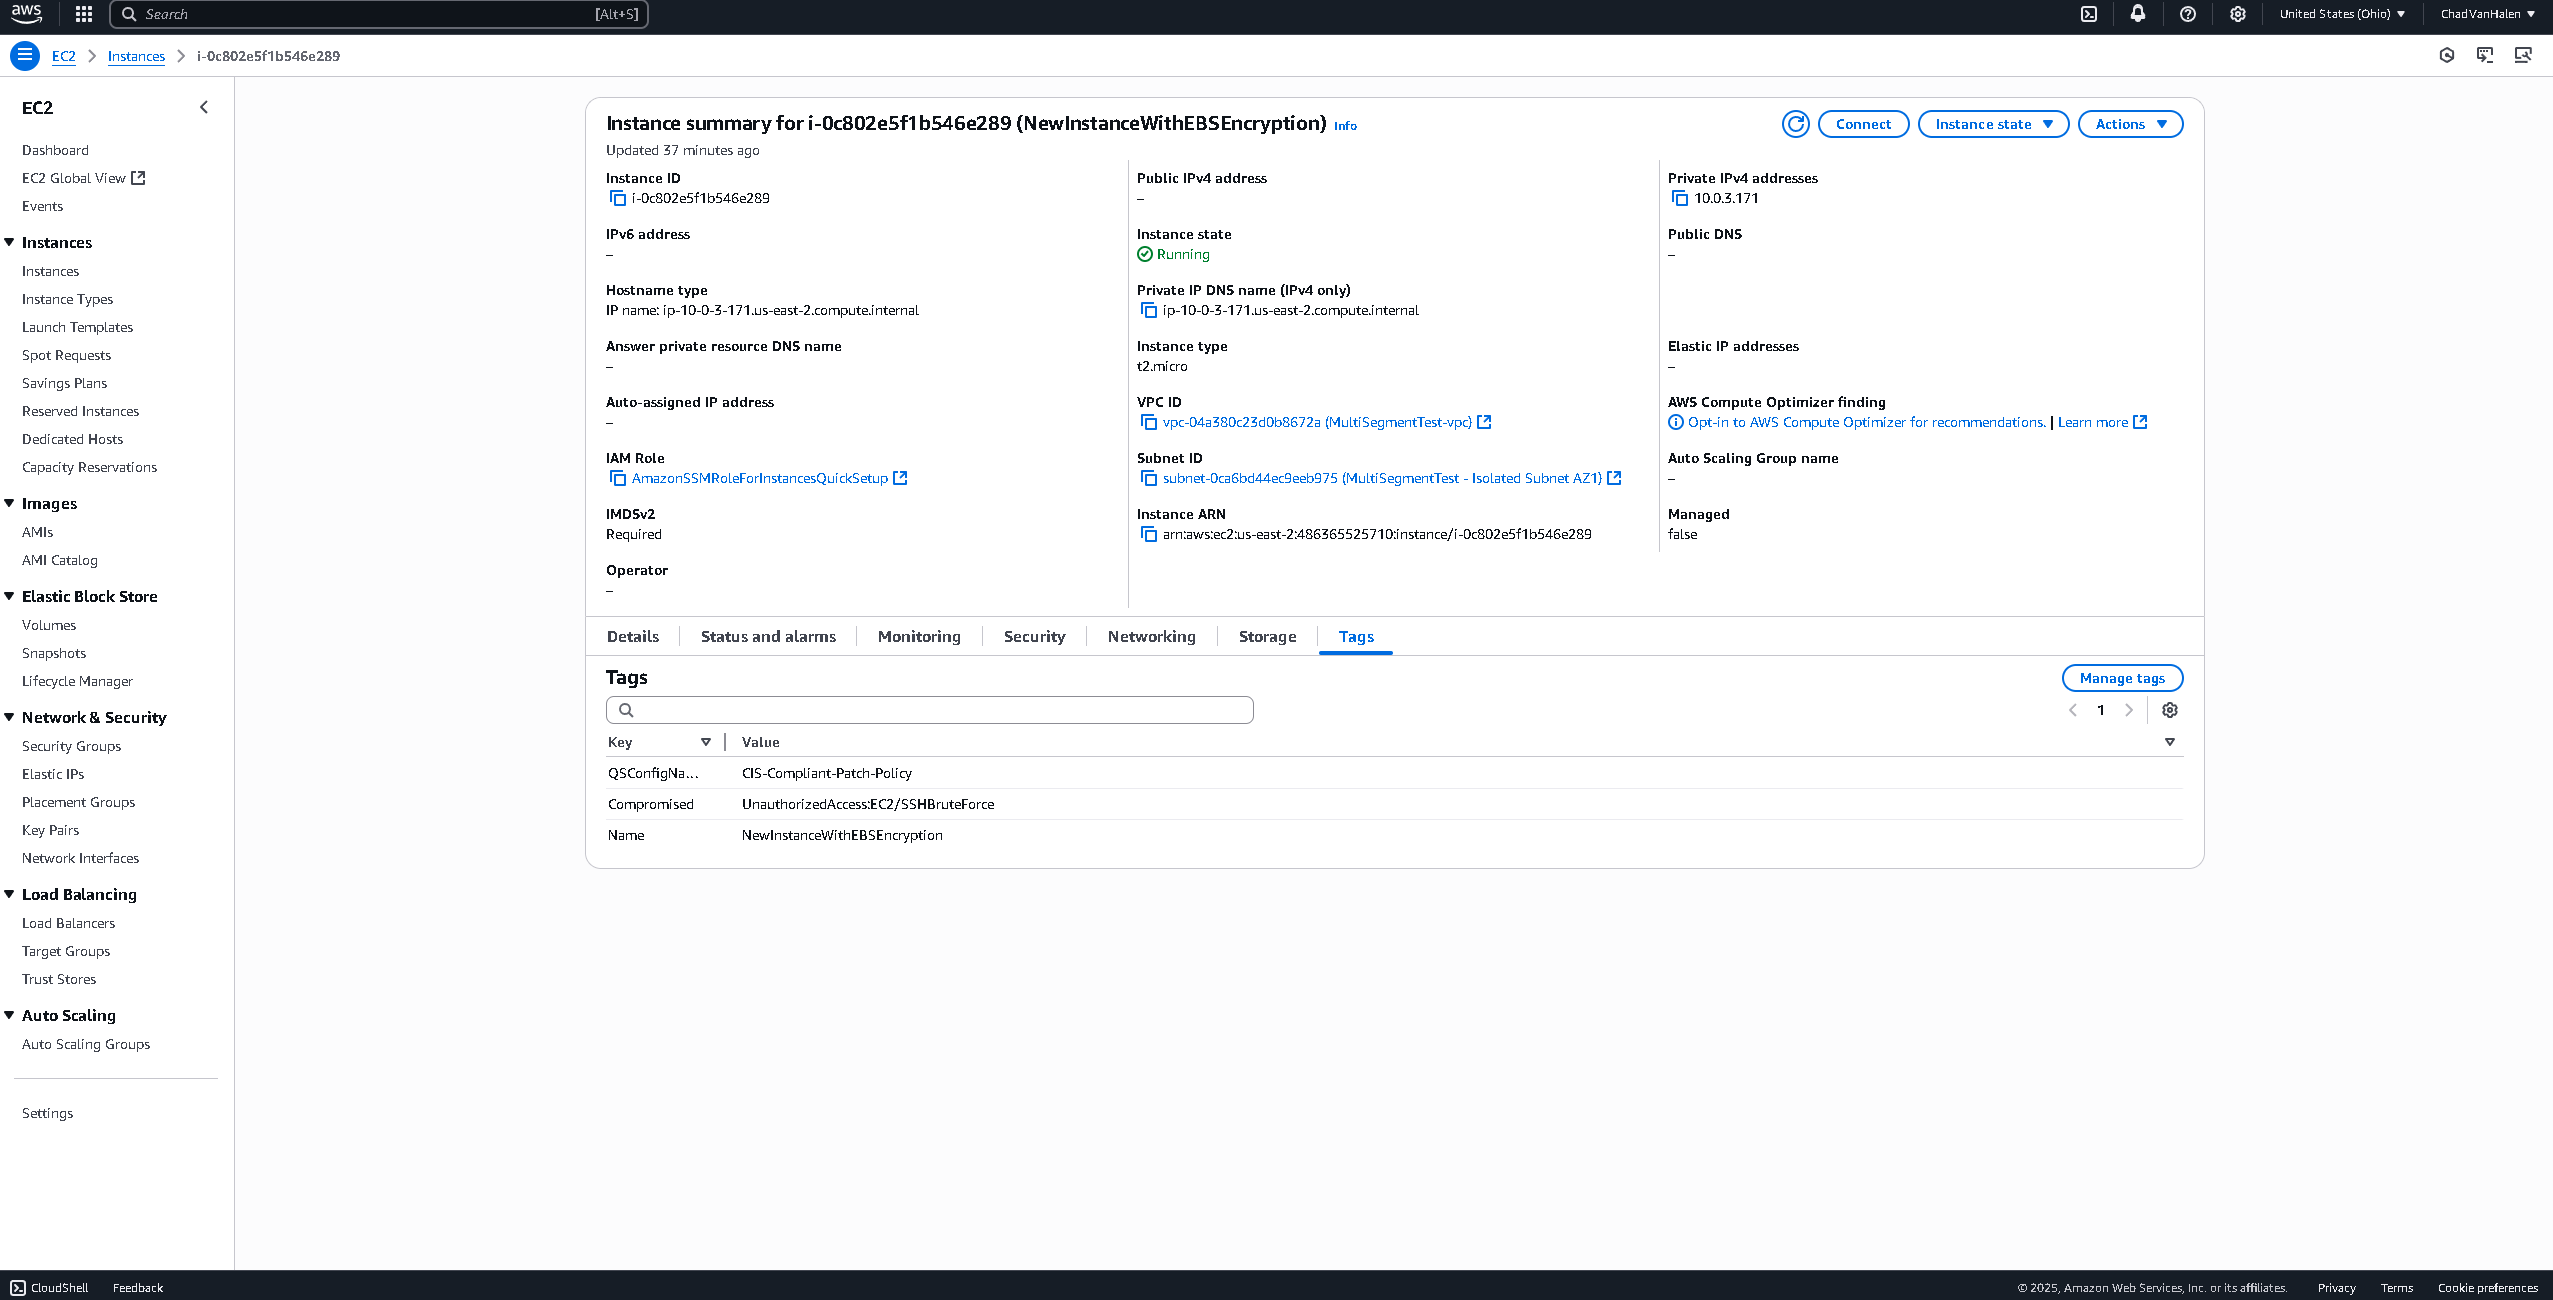 aws
Search
[Alt+S]
United States (Ohio)
ChadVanHalen
EC2
Instances
i-0c802e5f1b546e289
EC2
Dashboard
EC2 Global View
Events
Instances
Instances
Instance Types
Launch Templates
Spot Requests
Savings Plans
Reserved Instances
Dedicated Hosts
Capacity Reservations
Images
AMIs
AMI Catalog
Elastic Block Store
Volumes
Snapshots
Lifecycle Manager
Network & Security
Security Groups
Elastic IPs
Placement Groups
Key Pairs
Network Interfaces
Load Balancing
Load Balancers
Target Groups
Trust Stores
Auto Scaling
Auto Scaling Groups
Settings
Instance summary for i-0c802e5f1b546e289 (NewInstanceWithEBSEncryption) Info
Connect
Instance state
Actions
Updated 37 minutes ago
Instance ID
i-0c802e5f1b546e289
Public IPv4 address
–
Private IPv4 addresses
10.0.3.171
IPv6 address
–
Instance state
Running
Public DNS
–
Hostname type
IP name: ip-10-0-3-171.us-east-2.compute.internal
Private IP DNS name (IPv4 only)
ip-10-0-3-171.us-east-2.compute.internal
Answer private resource DNS name
–
Instance type
t2.micro
Elastic IP addresses
–
Auto-assigned IP address
–
VPC ID
vpc-04a380c23d0b8672a (MultiSegmentTest-vpc)
AWS Compute Optimizer finding
Opt-in to AWS Compute Optimizer for recommendations. | Learn more
IAM Role
AmazonSSMRoleForInstancesQuickSetup
Subnet ID
subnet-0ca6bd44ec9eeb975 (MultiSegmentTest - Isolated Subnet AZ1)
Auto Scaling Group name
–
IMDSv2
Required
Instance ARN
arn:aws:ec2:us-east-2:486365525710:instance/i-0c802e5f1b546e289
Managed
false
Operator
–
Details
Status and alarms
Monitoring
Security
Networking
Storage
Tags
Tags
Manage tags
1
Key
Value
QSConfigNa...
CIS-Compliant-Patch-Policy
Compromised
UnauthorizedAccess:EC2/SSHBruteForce
Name
NewInstanceWithEBSEncryption
CloudShell
Feedback
© 2025, Amazon Web Services, Inc. or its affiliates.
Privacy
Terms
Cookie preferences